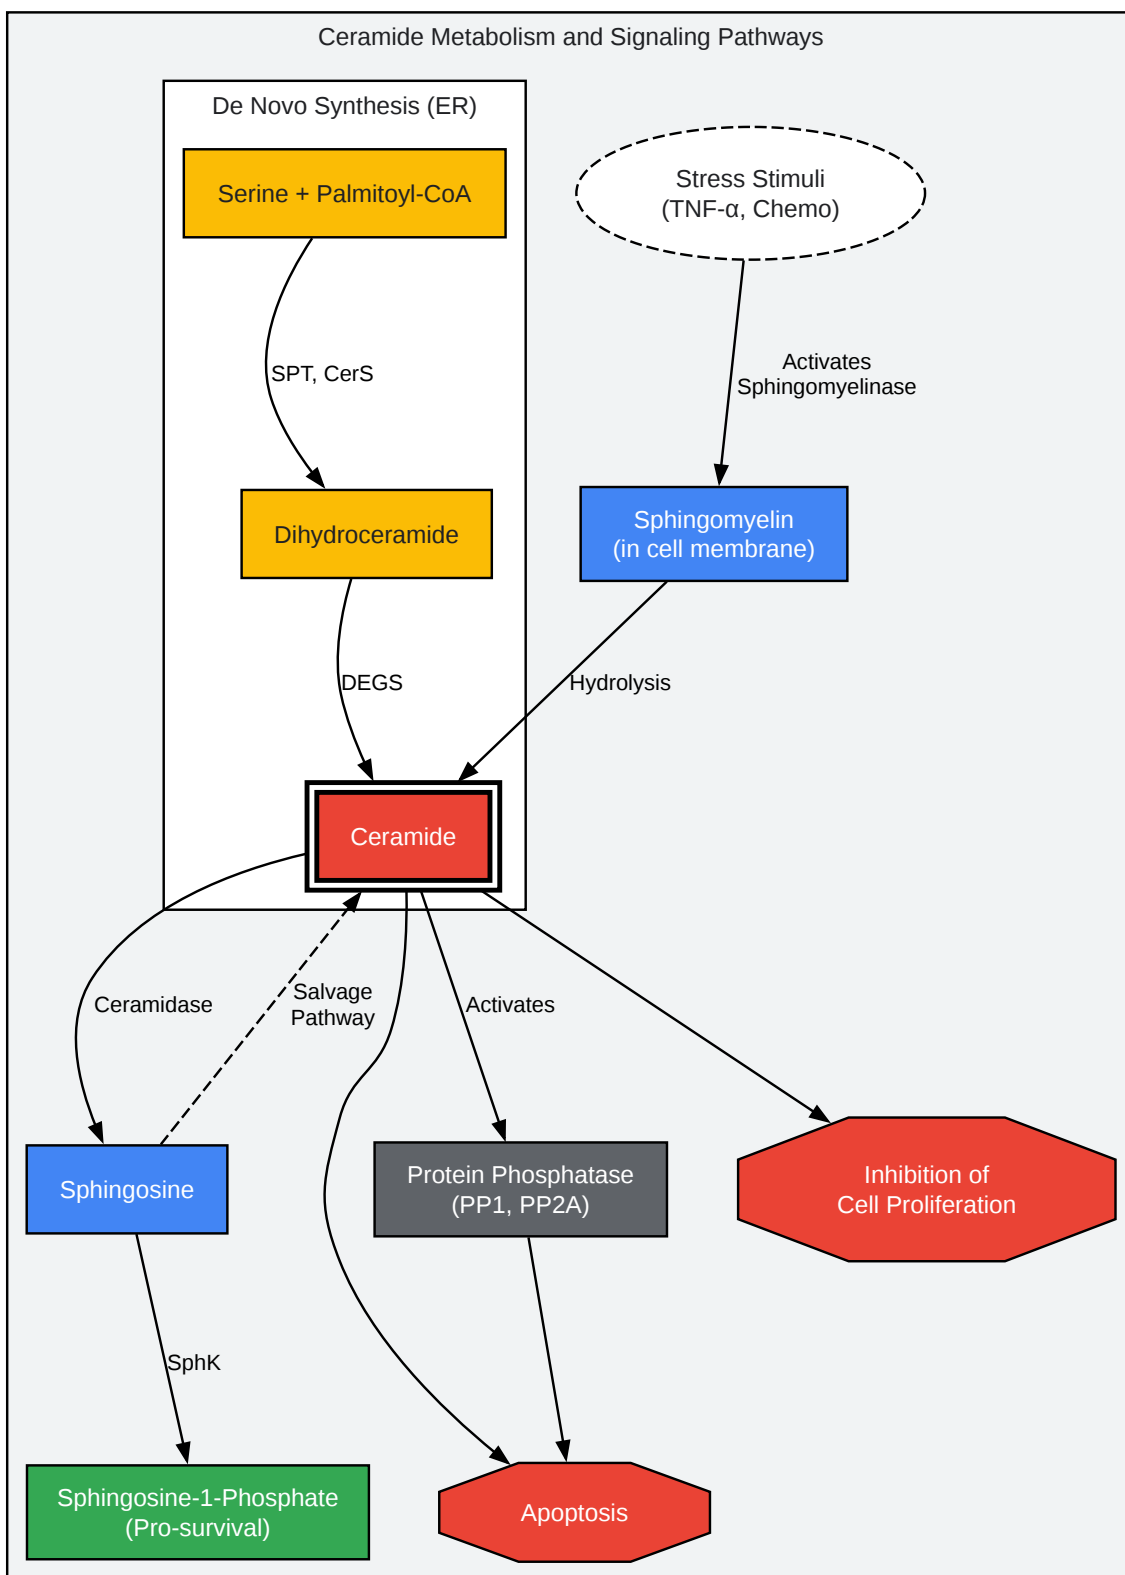 Ceramide Metabolism and Signaling Pathways
De Novo Synthesis (ER)
Serine + Palmitoyl-CoA
Stress Stimuli
(TNF-α, Chemo)
SPT, CerS
Activates
Sphingomyelinase
Dihydroceramide
Sphingomyelin
(in cell membrane)
DEGS
Hydrolysis
Ceramide
Ceramidase
Salvage
Pathway
Activates
Sphingosine
Protein Phosphatase
(PP1, PP2A)
Inhibition of
Cell Proliferation
SphK
Sphingosine-1-Phosphate
(Pro-survival)
Apoptosis